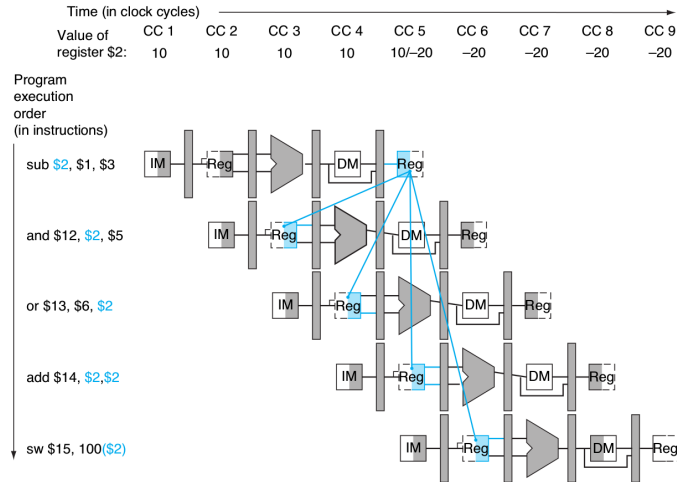 Time (in clock cycles)
Value of register $2:
CC 1 CC 2 CC 3 CC 4 CC 5 CC 6 CC 7 CC 8 CC 9
10 10 10 10 10/–20 –20 –20 –20 –20
Program
execution
order
(in instructions)
sub $2, $1, $3
IM Reg DM Reg
and $12, $2, $5
IM Reg DM Reg
or $13, $6, $2
IM Reg DM Reg
add $14, $2,$2
IM Reg DM Reg
sw $15, 100($2)
IM Reg DM Reg